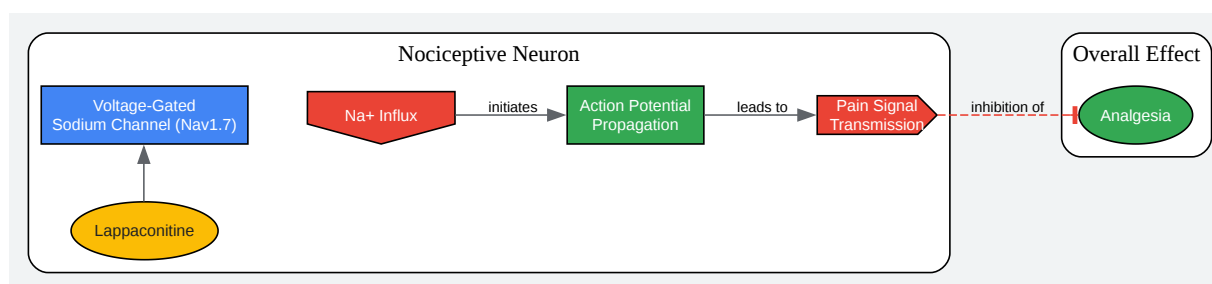 Nociceptive Neuron
Overall Effect
Voltage-Gated
Sodium Channel (Nav1.7)
Na+ Influx
initiates
Action Potential
Propagation
leads to
Pain Signal
Transmission
inhibition of
Analgesia
Lappaconitine